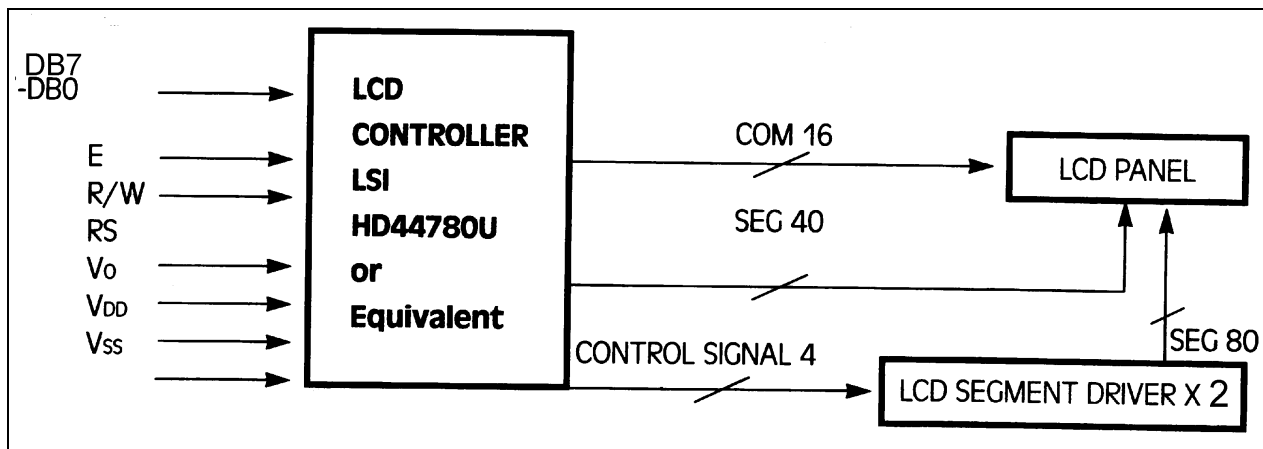 DB7
-DB0
E
R/W
RS
Vo
VDD
Vss
LCD
CONTROLLER
LSI
HD44780U
or
Equivalent
COM 16
SEG 40
CONTROL SIGNAL 4
LCD PANEL
SEG 80
LCD SEGMENT DRIVER X 2